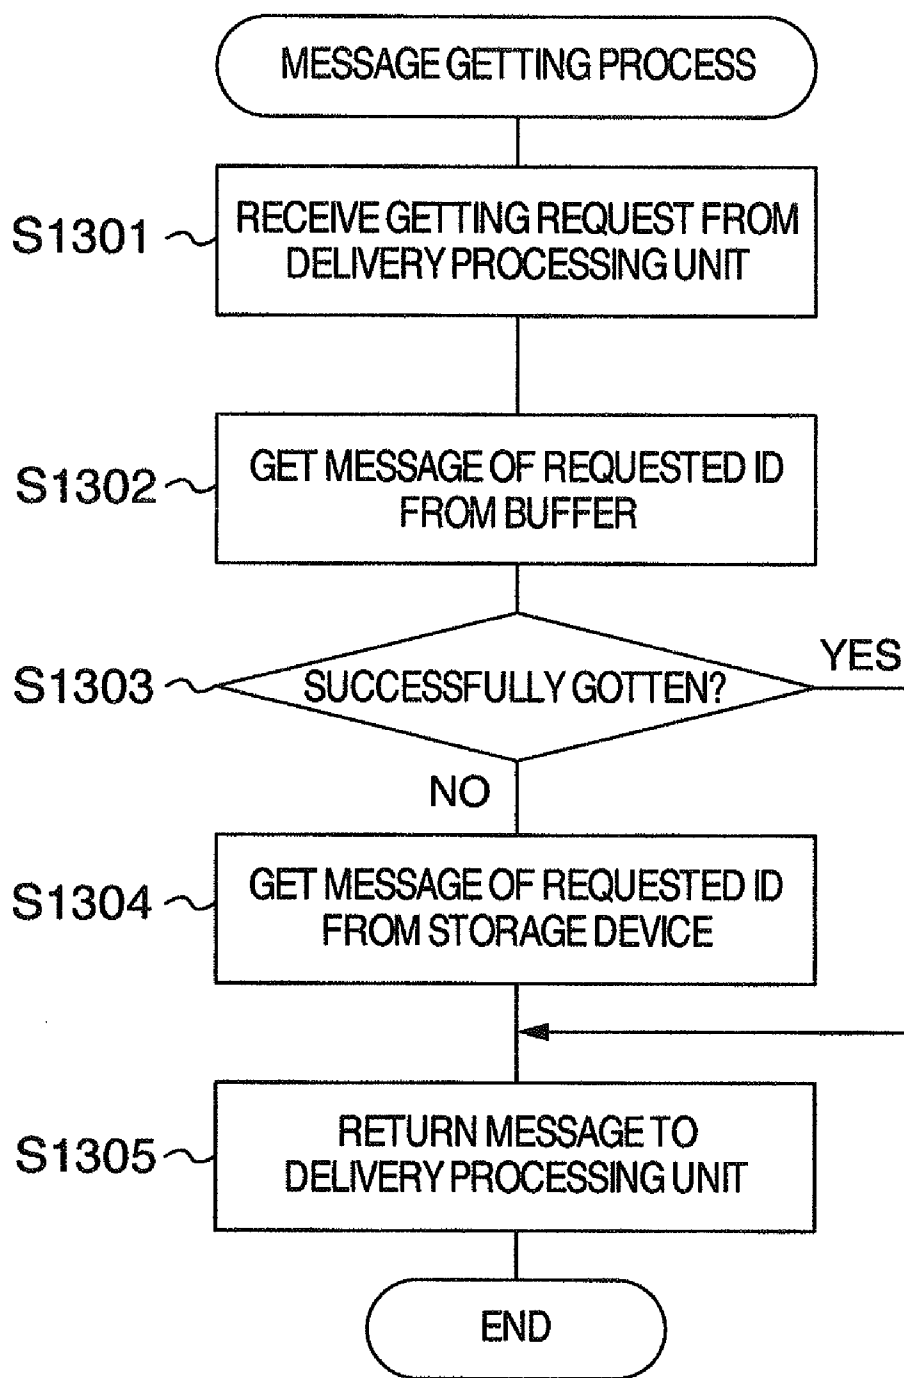 MESSAGE GETTING PROCESS
S1301
RECEIVE GETTING REQUEST FROM
DELIVERY PROCESSING UNIT
S1302
GET MESSAGE OF REQUESTED ID
FROM BUFFER
S1303
SUCCESSFULLY GOTTEN?
YES
NO
S1304
GET MESSAGE OF REQUESTED ID
FROM STORAGE DEVICE
S1305
RETURN MESSAGE TO
DELIVERY PROCESSING UNIT
END